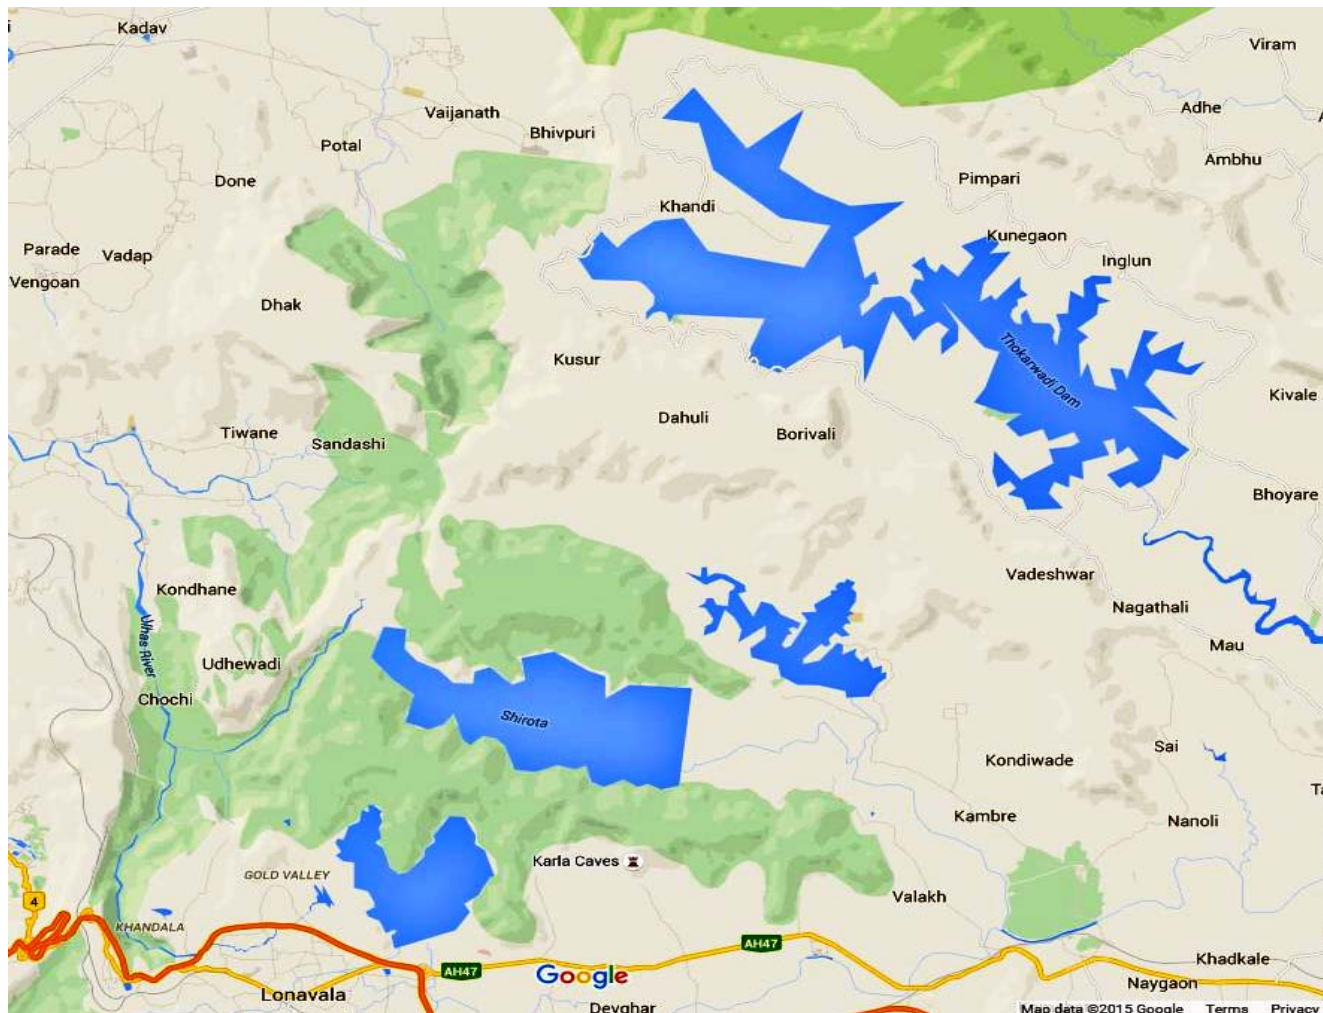 Kadav
Viram
Vaijanath
Adhe
Bhivpuri
Potal
Ambhu
Done
Pimpari
Khandi
Parade
Vadap
Kunegaon
Inglun
Vengoan
Dhak
Kusur
Thokarwadi Dam
Kivale
Dahuli
Tiwane
Sandashi
Borivali
Bhoyare
Kondhane
Vadeshwar
Nagathali
Ulhas River
Mau
Udhewadi
Chochi
Shirota
Sai
Kondiwade
Kambre
Nanoli
Karla Caves
GOLD VALLEY
Valakh
4
KHANDALA
AH47
Khadkale
AH47
Google
Naygaon
Lonavala
Devghar
Map data ©2015 Google Terms Privacy